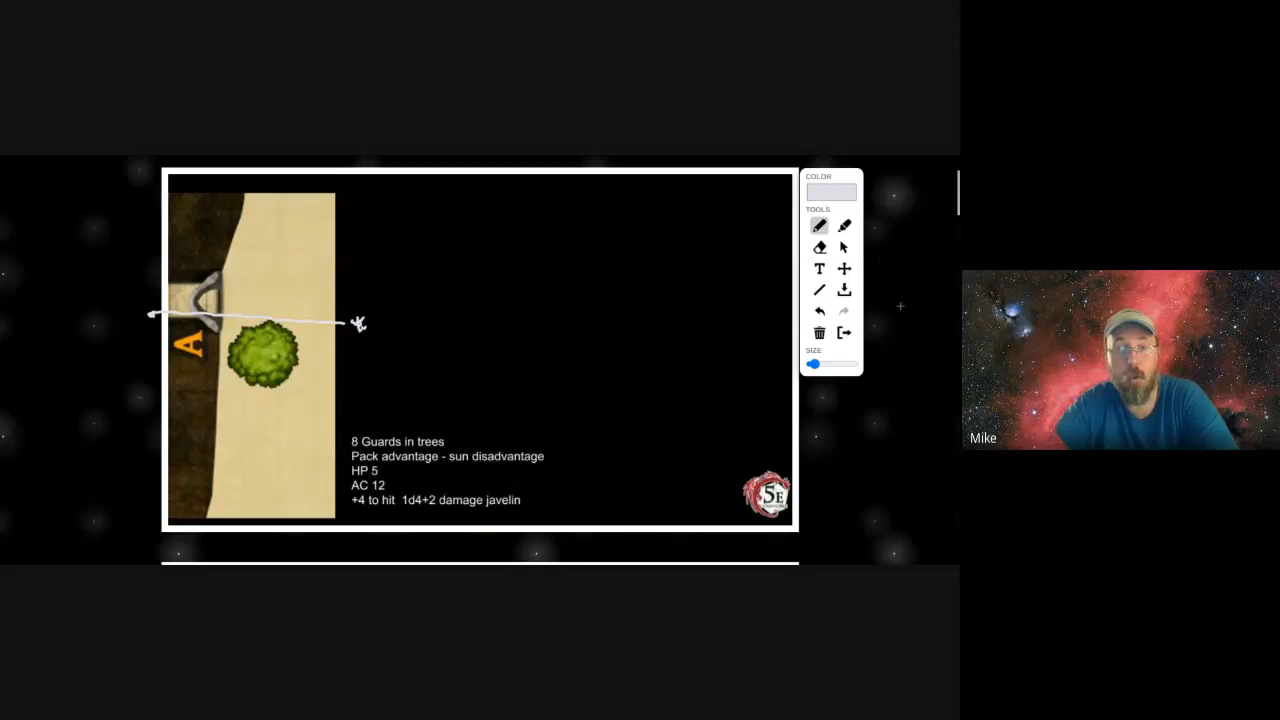 COLOR
TOOLS
T
SIZE
A
8 Guards in trees
Pack advantage - sun disadvantage
HP 5
AC 12
+4 to hit 1d4+2 damage javelin
5E
Mike